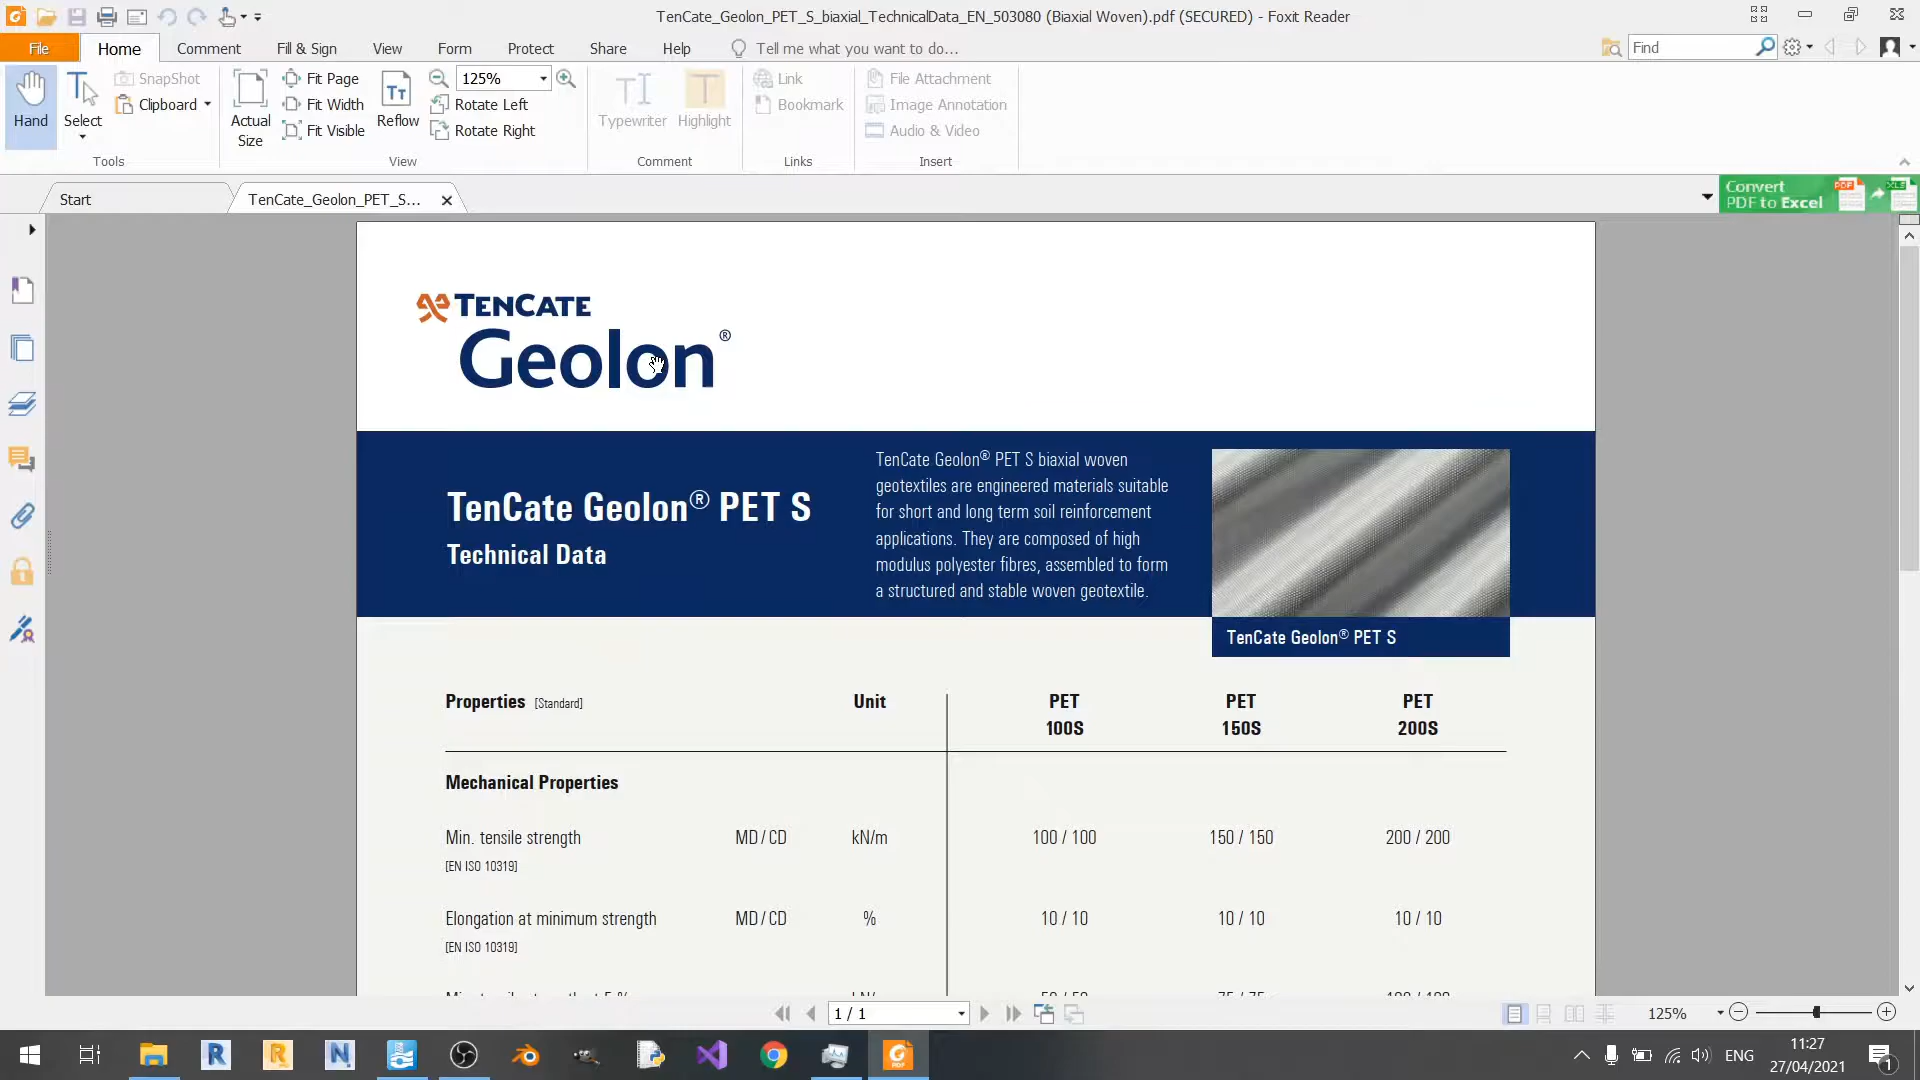 TenCate_Geolon_PET_S_biaxial_TechnicalData_EN_503080 (Biaxial Woven).pdf (SECURED) - Foxit Reader
File Home Comment Fill & Sign View Form Protect Share Help Tell me what you want to do... Find
Hand
Select
SnapShot
Clipboard
Tools
Actual Size
Fit Page
Fit Width
Fit Visible
Reflow
125%
Rotate Left
Rotate Right
View
Typewriter
Highlight
Comment
Link
Bookmark
Links
File Attachment
Image Annotation
Audio & Video
Insert
Start TenCate_Geolon_PET_S...
Convert
PDF to Excel
TENCATE
Geolon®
TenCate Geolon® PET S
Technical Data
TenCate Geolon® PET S biaxial woven
geotextiles are engineered materials suitable
for short and long term soil reinforcement
applications. They are composed of high
modulus polyester fibres, assembled to form
a structured and stable woven geotextile.
TenCate Geolon® PET S
Properties [Standard] Unit PET 100S PET 150S PET 200S
Mechanical Properties
Min. tensile strength MD / CD kN/m 100 / 100 150 / 150 200 / 200
[EN ISO 10319]
Elongation at minimum strength MD / CD % 10 / 10 10 / 10 10 / 10
[EN ISO 10319]
1 / 1 125%
ENG
11:27
27/04/2021
1